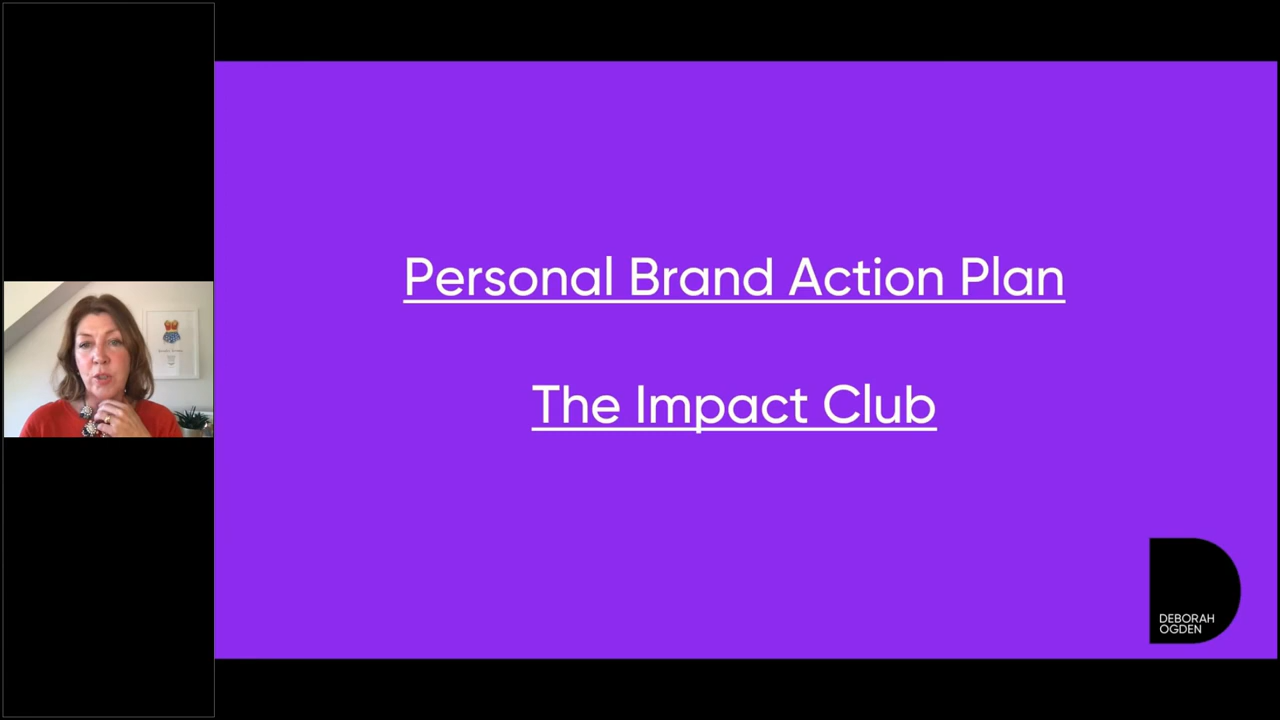 Personal Brand Action Plan
The Impact Club
DEBORAH
OGDEN